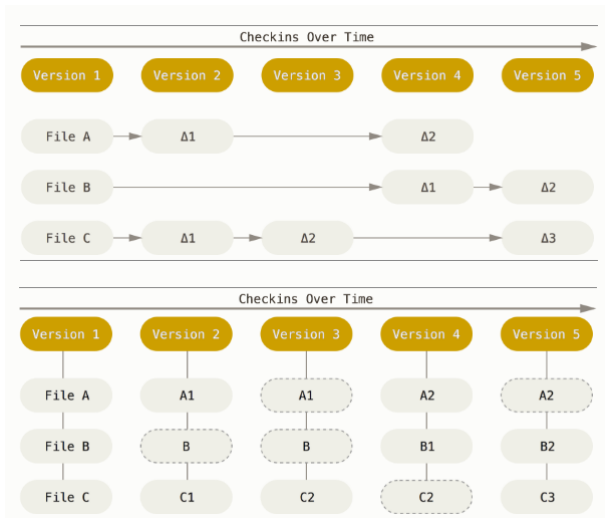 Checkins Over Time
Version 1 Version 2 Version 3 Version 4 Version 5
File A Δ1 Δ2
File B Δ1 Δ2
File C Δ1 Δ2 Δ3
Checkins Over Time
Version 1 Version 2 Version 3 Version 4 Version 5
File A A1 A1 A2 A2
File B B B B1 B2
File C C1 C2 C2 C3